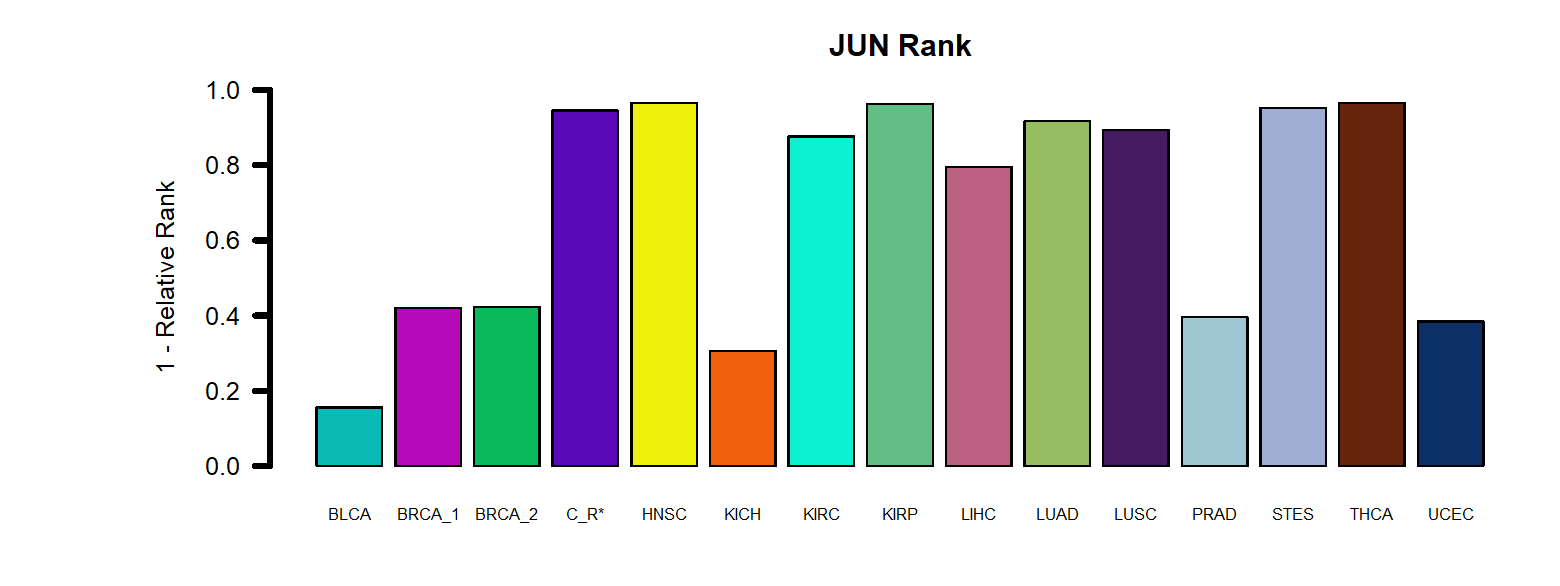 JUN Rank
1 - Relative Rank
1.0
0.8
0.6
0.4
0.2
0.0
BLCA BRCA_1 BRCA_2 C_R* HNSC KICH KIRC KIRP LIHC LUAD LUSC PRAD STES THCA UCEC